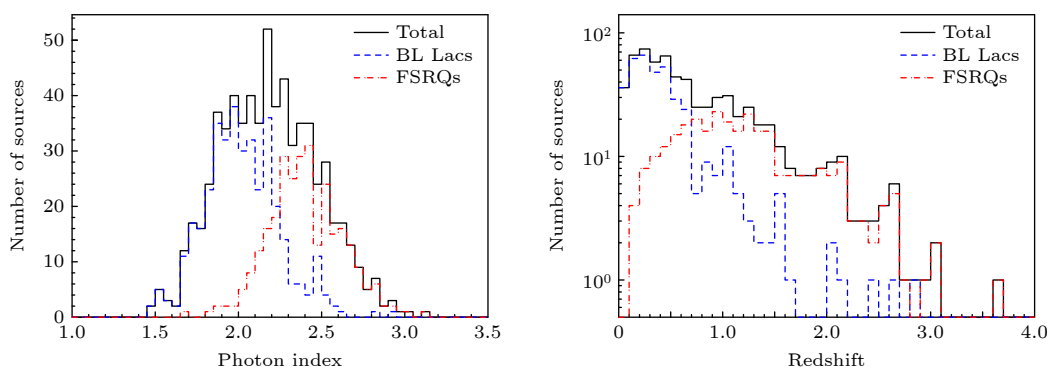 Total
BL Lacs
FSRQs
Number of sources
50
40
30
20
10
0
1.0 1.5 2.0 2.5 3.0 3.5
Photon index
Total
BL Lacs
FSRQs
Number of sources
10²
10¹
10⁰
0 1.0 2.0 3.0 4.0
Redshift